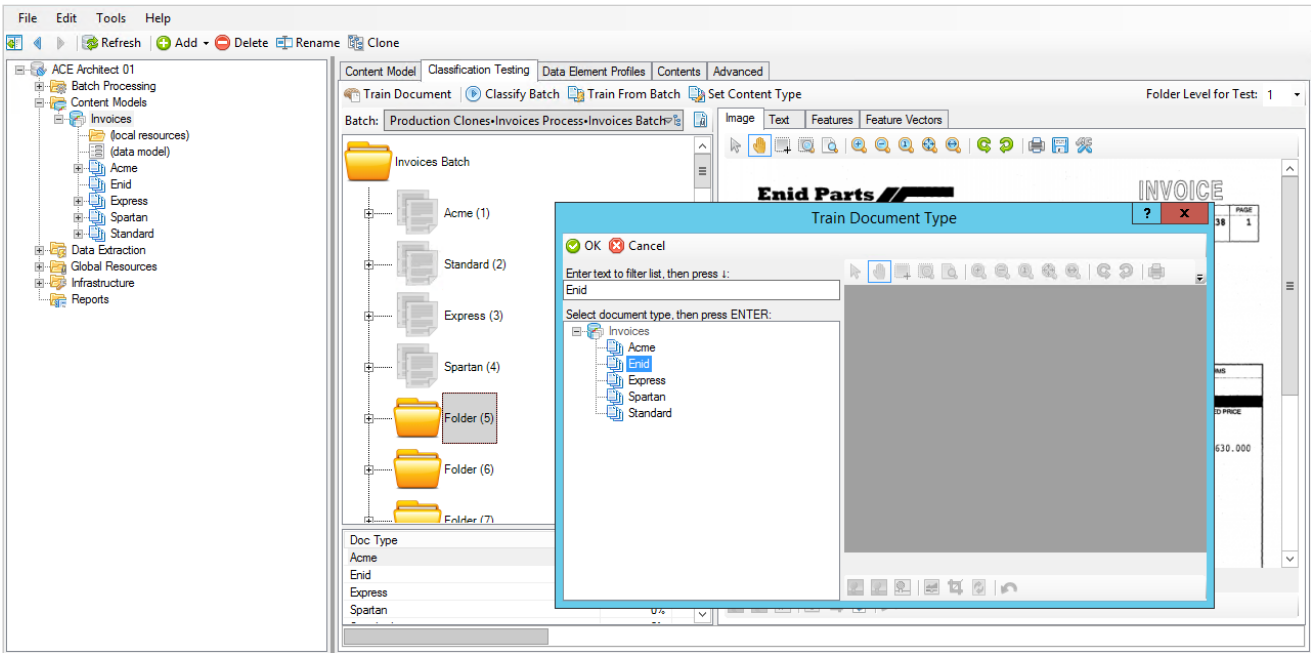 File Edit Tools Help
Refresh Add Delete Rename Clone
ACE Architect 01
Batch Processing
Content Models
Invoices
(local resources)
(data model)
Acme
Enid
Express
Spartan
Standard
Data Extraction
Global Resources
Infrastructure
Reports
Content Model Classification Testing Data Element Profiles Contents Advanced
Train Document Classify Batch Train From Batch Set Content Type Folder Level for Test: 1
Batch: Production Clones•Invoices Process•Invoices Batch
Invoices Batch
Acme (1)
Standard (2)
Express (3)
Spartan (4)
Folder (5)
Folder (6)
Folder (7)
Doc Type
Acme
Enid
Express
Spartan 0%
Image Text Features Feature Vectors
Enid Parts INVOICE
PAGE
38 1
ED PRICE
630.000
Train Document Type ? x
OK Cancel
Enter text to filter list, then press ↓:
Enid
Select document type, then press ENTER:
Invoices
Acme
Enid
Express
Spartan
Standard